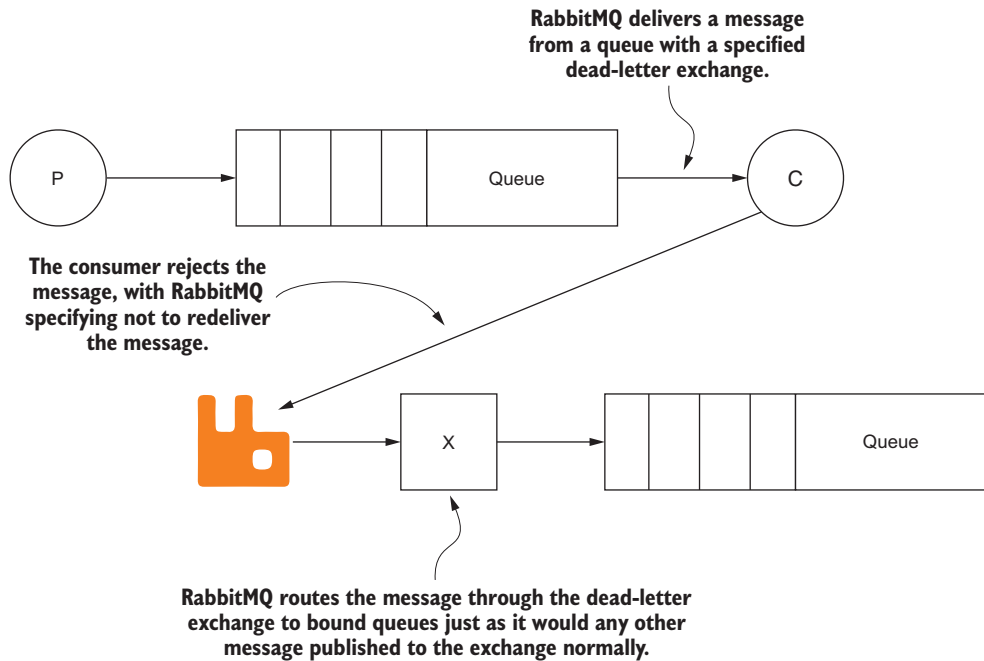 RabbitMQ delivers a message
from a queue with a specified
dead-letter exchange.
P
Queue
C
The consumer rejects the
message, with RabbitMQ
specifying not to redeliver
the message.
X
Queue
RabbitMQ routes the message through the dead-letter
exchange to bound queues just as it would any other
message published to the exchange normally.